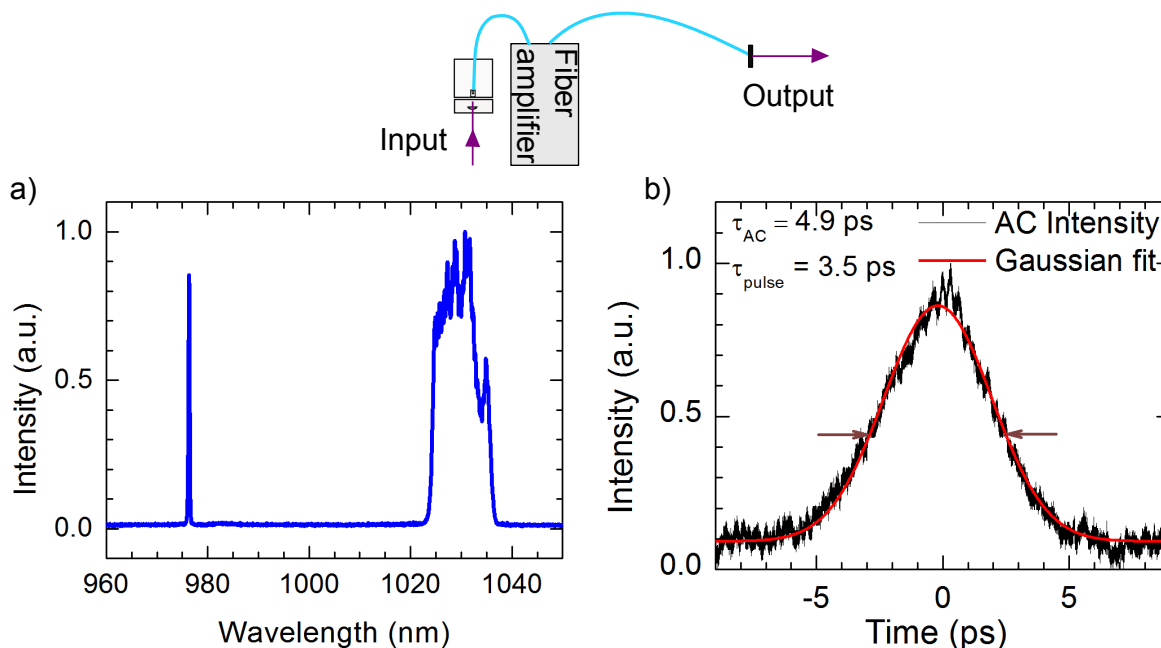 Fiber
amplifier
Input
Output
a)
1.0
0.5
0.0
Intensity (a.u.)
960 980 1000 1020 1040
Wavelength (nm)
b)
τAC = 4.9 ps
τpulse = 3.5 ps
AC Intensity
Gaussian fit
1.0
0.5
0.0
Intensity (a.u.)
-5 0 5
Time (ps)